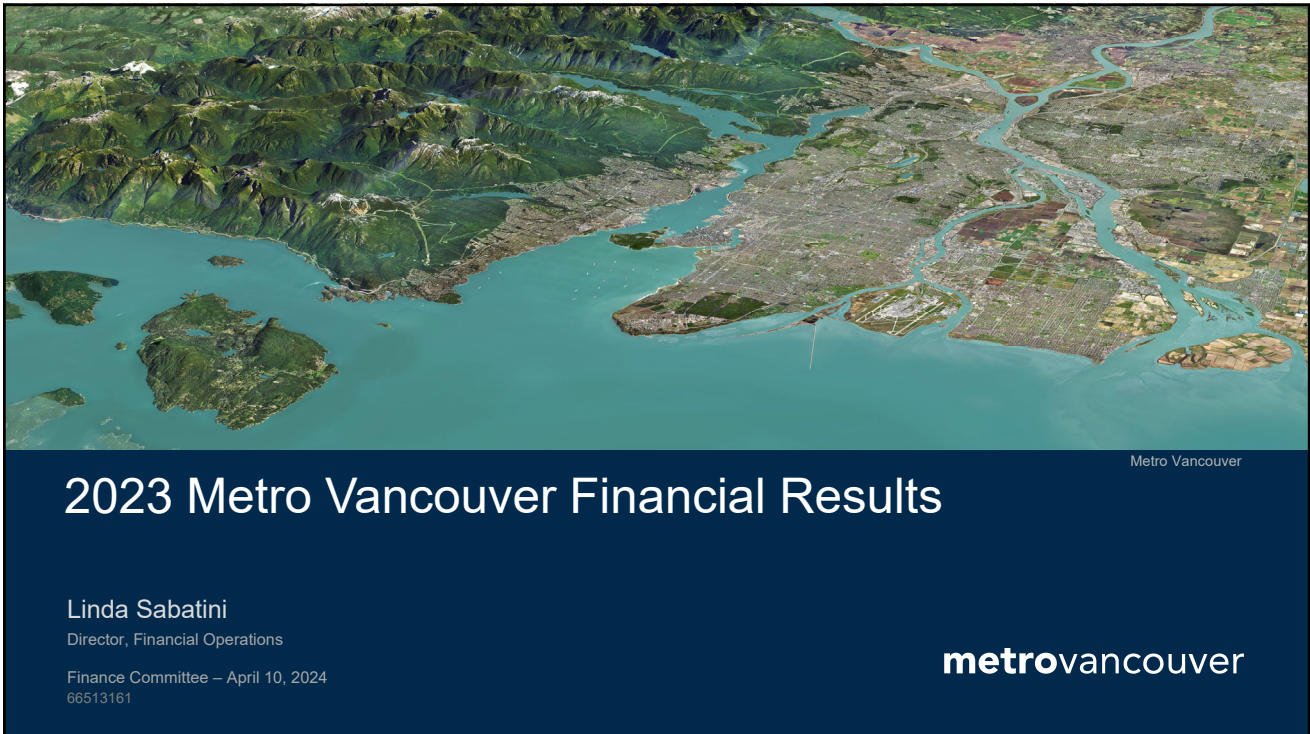 Metro Vancouver
2023 Metro Vancouver Financial Results
Linda Sabatini
Director, Financial Operations
Finance Committee – April 10, 2024
66513161
metrovancouver